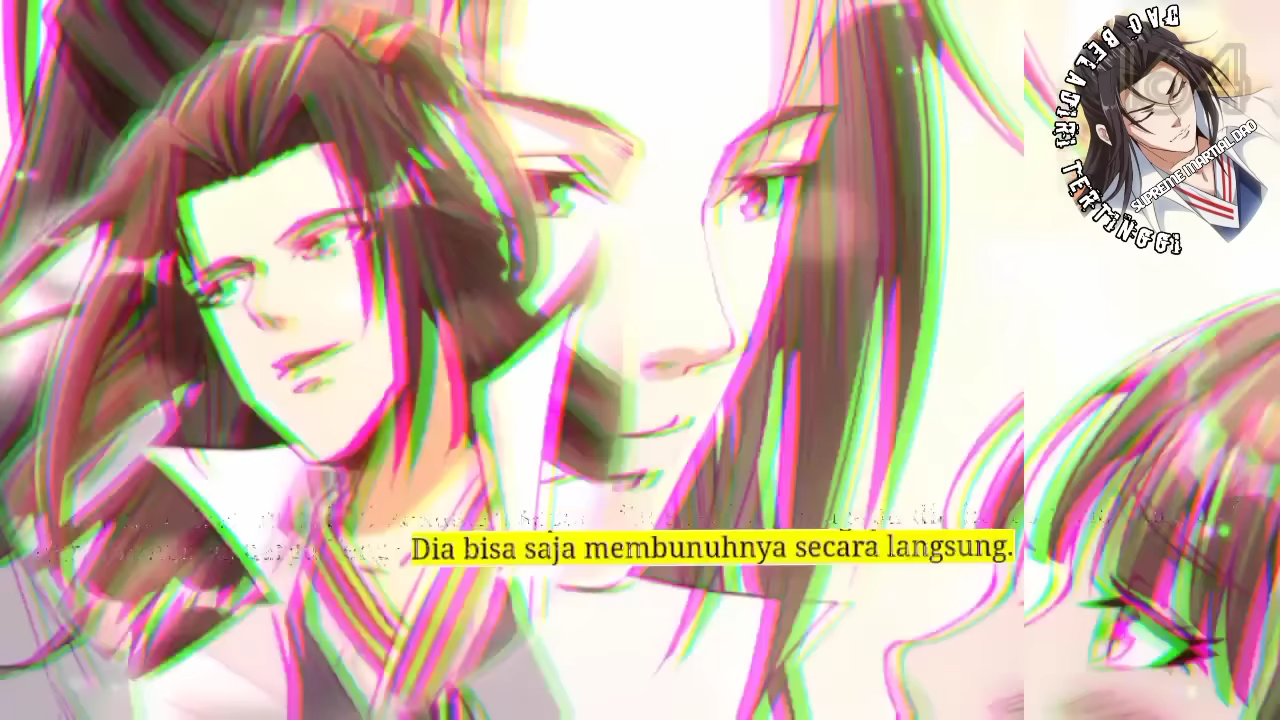 DAO BELADIRI TERTINGGI
SUPREME MARTIAL DAO
Dia bisa saja membunuhnya secara langsung.